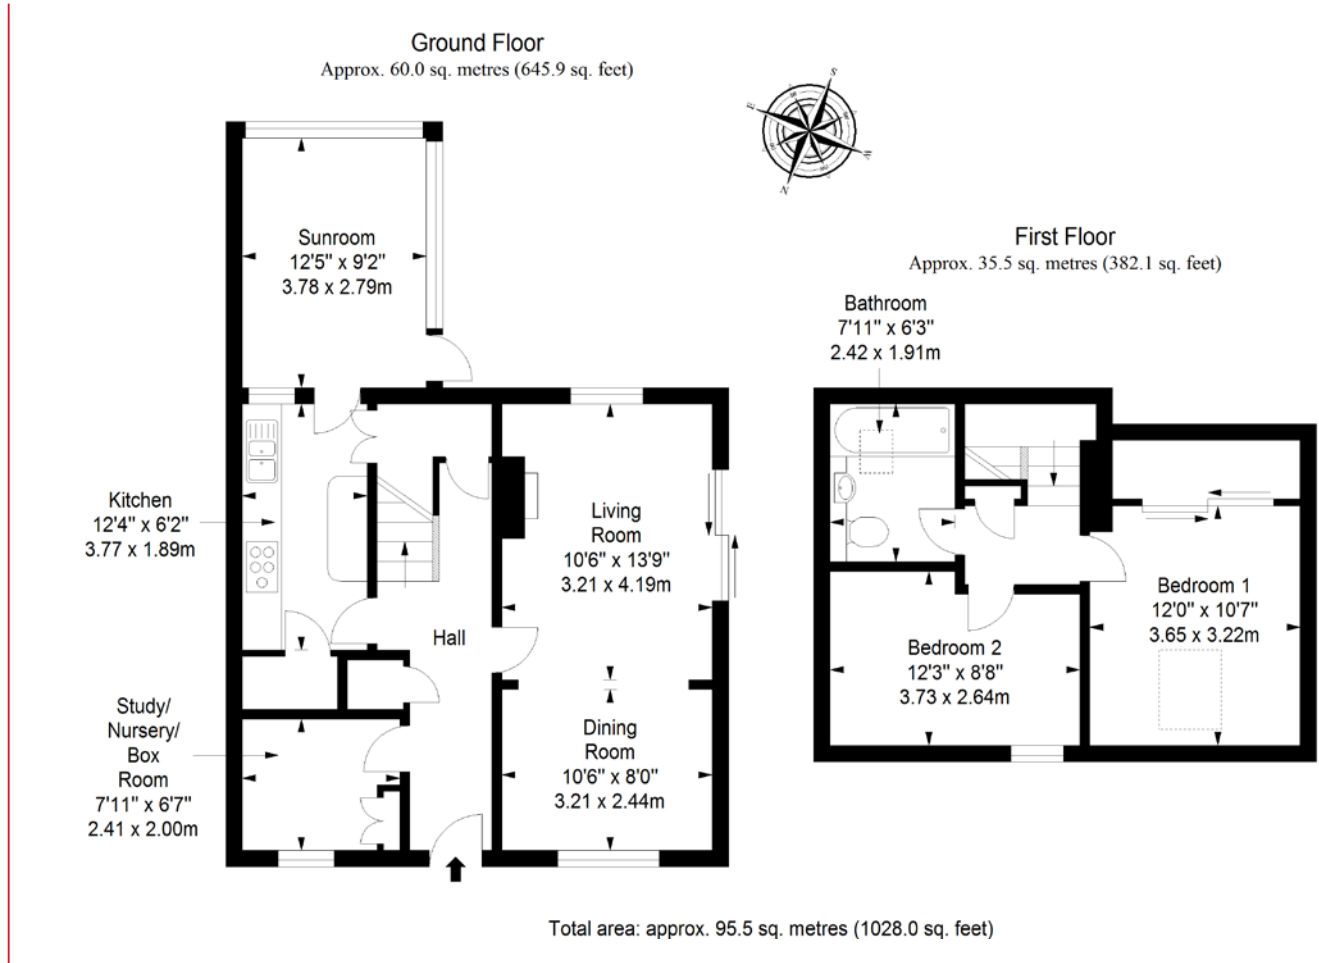 Ground Floor
Approx. 60.0 sq. metres (645.9 sq. feet)
S
E
W
N
Sunroom
12'5" x 9'2"
3.78 x 2.79m
First Floor
Approx. 35.5 sq. metres (382.1 sq. feet)
Bathroom
7'11" x 6'3"
2.42 x 1.91m
Kitchen
12'4" x 6'2"
3.77 x 1.89m
Living
Room
10'6" x 13'9"
3.21 x 4.19m
Hall
Bedroom 1
12'0" x 10'7"
3.65 x 3.22m
Bedroom 2
12'3" x 8'8"
3.73 x 2.64m
Study/
Nursery/
Box
Room
7'11" x 6'7"
2.41 x 2.00m
Dining
Room
10'6" x 8'0"
3.21 x 2.44m
Total area: approx. 95.5 sq. metres (1028.0 sq. feet)